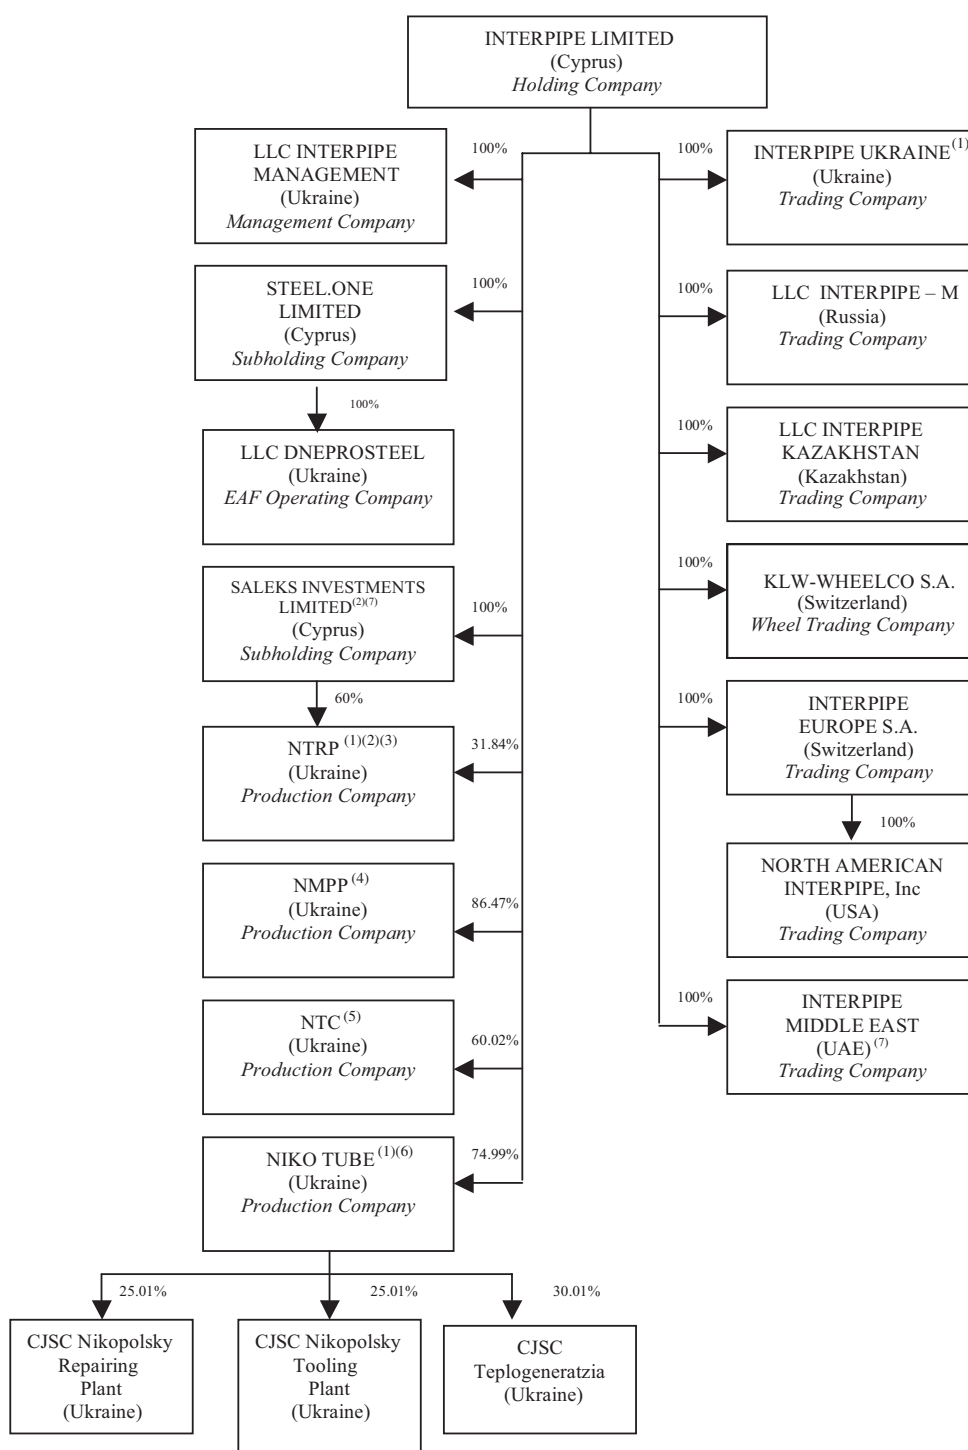 INTERPIPE LIMITED
(Cyprus)
Holding Company
100%
LLC INTERPIPE
MANAGEMENT
(Ukraine)
Management Company
100%
STEEL.ONE
LIMITED
(Cyprus)
Subholding Company
100%
LLC DNEPROSTEEL
(Ukraine)
EAF Operating Company
SALEKS INVESTMENTS
LIMITED(2)(7)
(Cyprus)
Subholding Company
100%
60%
NTRP (1)(2)(3)
(Ukraine)
Production Company
31.84%
NMPP (4)
(Ukraine)
Production Company
86.47%
NTC (5)
(Ukraine)
Production Company
60.02%
NIKO TUBE (1)(6)
(Ukraine)
Production Company
74.99%
25.01%
25.01%
30.01%
CJSC Nikopolsky
Repairing
Plant
(Ukraine)
CJSC Nikopolsky
Tooling
Plant
(Ukraine)
CJSC
Teplogeneratzia
(Ukraine)
100%
INTERPIPE UKRAINE(1)
(Ukraine)
Trading Company
100%
LLC INTERPIPE – M
(Russia)
Trading Company
100%
LLC INTERPIPE
KAZAKHSTAN
(Kazakhstan)
Trading Company
100%
KLW-WHEELCO S.A.
(Switzerland)
Wheel Trading Company
100%
INTERPIPE
EUROPE S.A.
(Switzerland)
Trading Company
100%
NORTH AMERICAN
INTERPIPE, Inc
(USA)
Trading Company
100%
INTERPIPE
MIDDLE EAST
(UAE)(7)
Trading Company